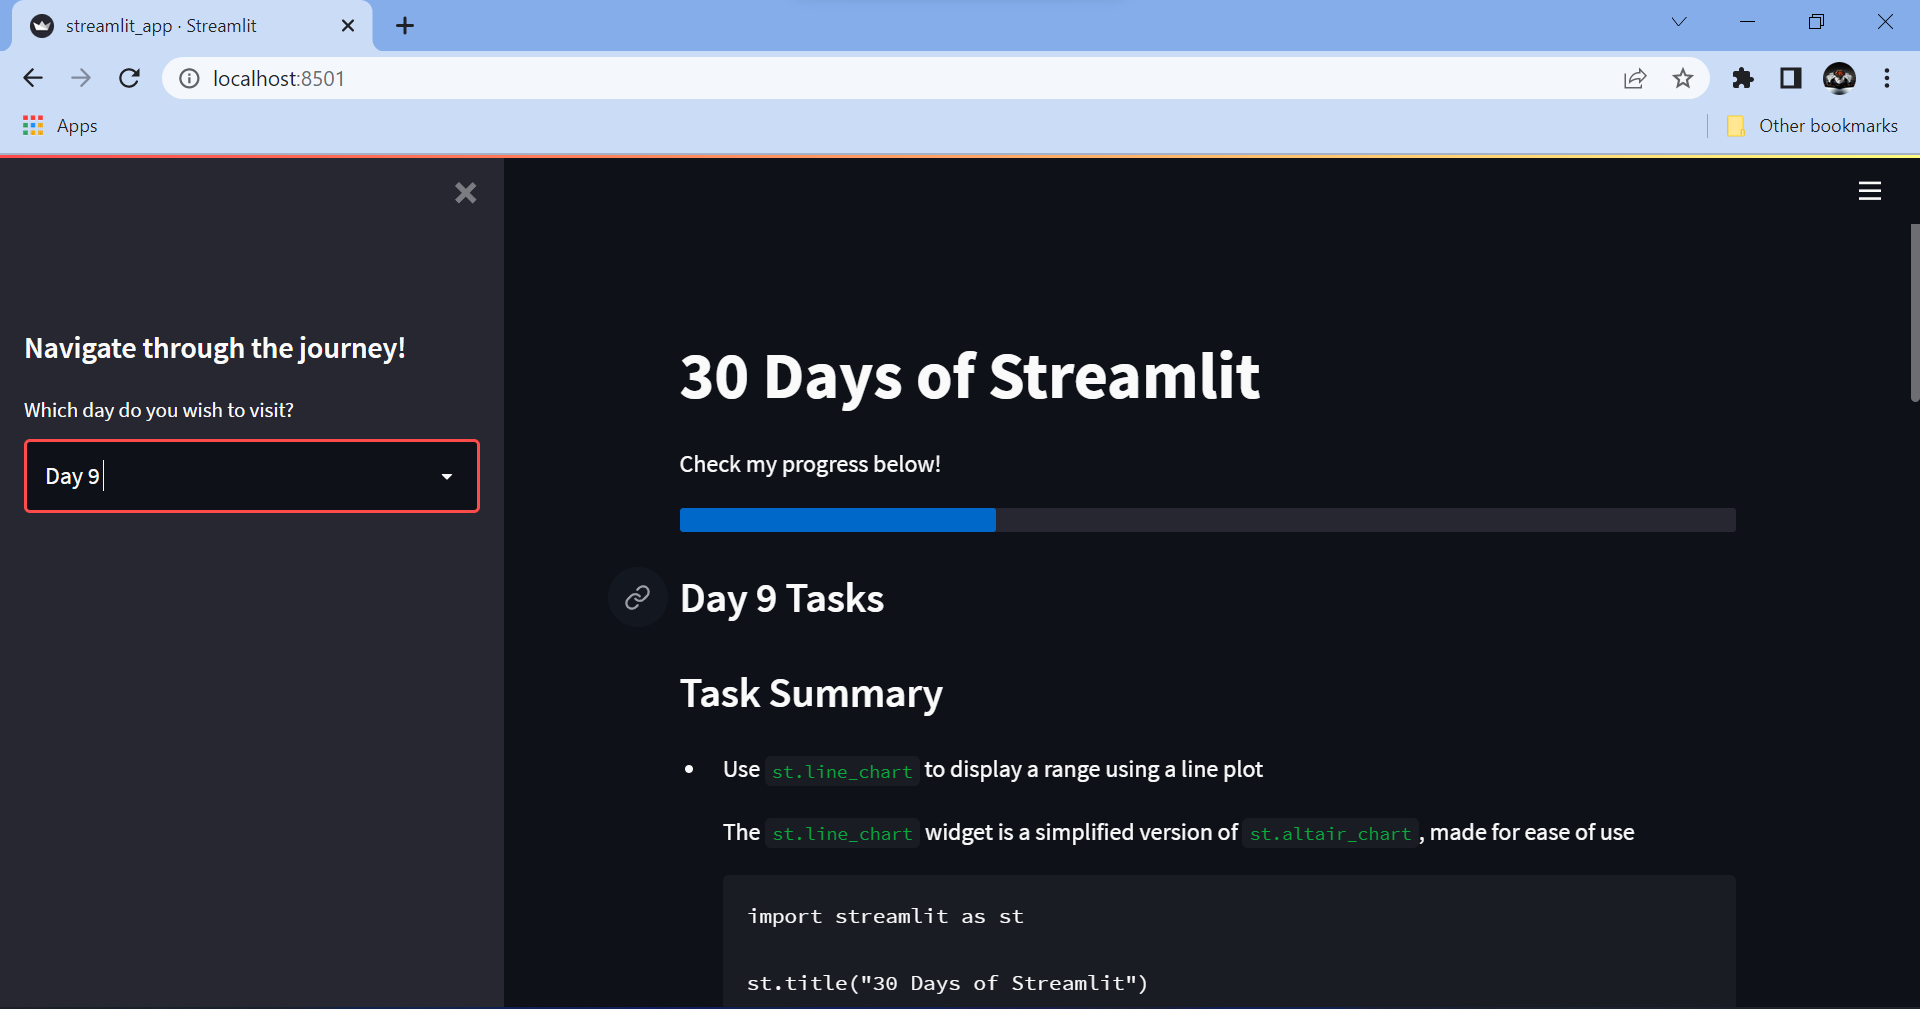 streamlit_app · Streamlit
localhost:8501
Apps
Other bookmarks
Navigate through the journey!
Which day do you wish to visit?
Day 9
30 Days of Streamlit
Check my progress below!
Day 9 Tasks
Task Summary
Use st.line_chart to display a range using a line plot
The st.line_chart widget is a simplified version of st.altair_chart, made for ease of use
import streamlit as st
st.title("30 Days of Streamlit")